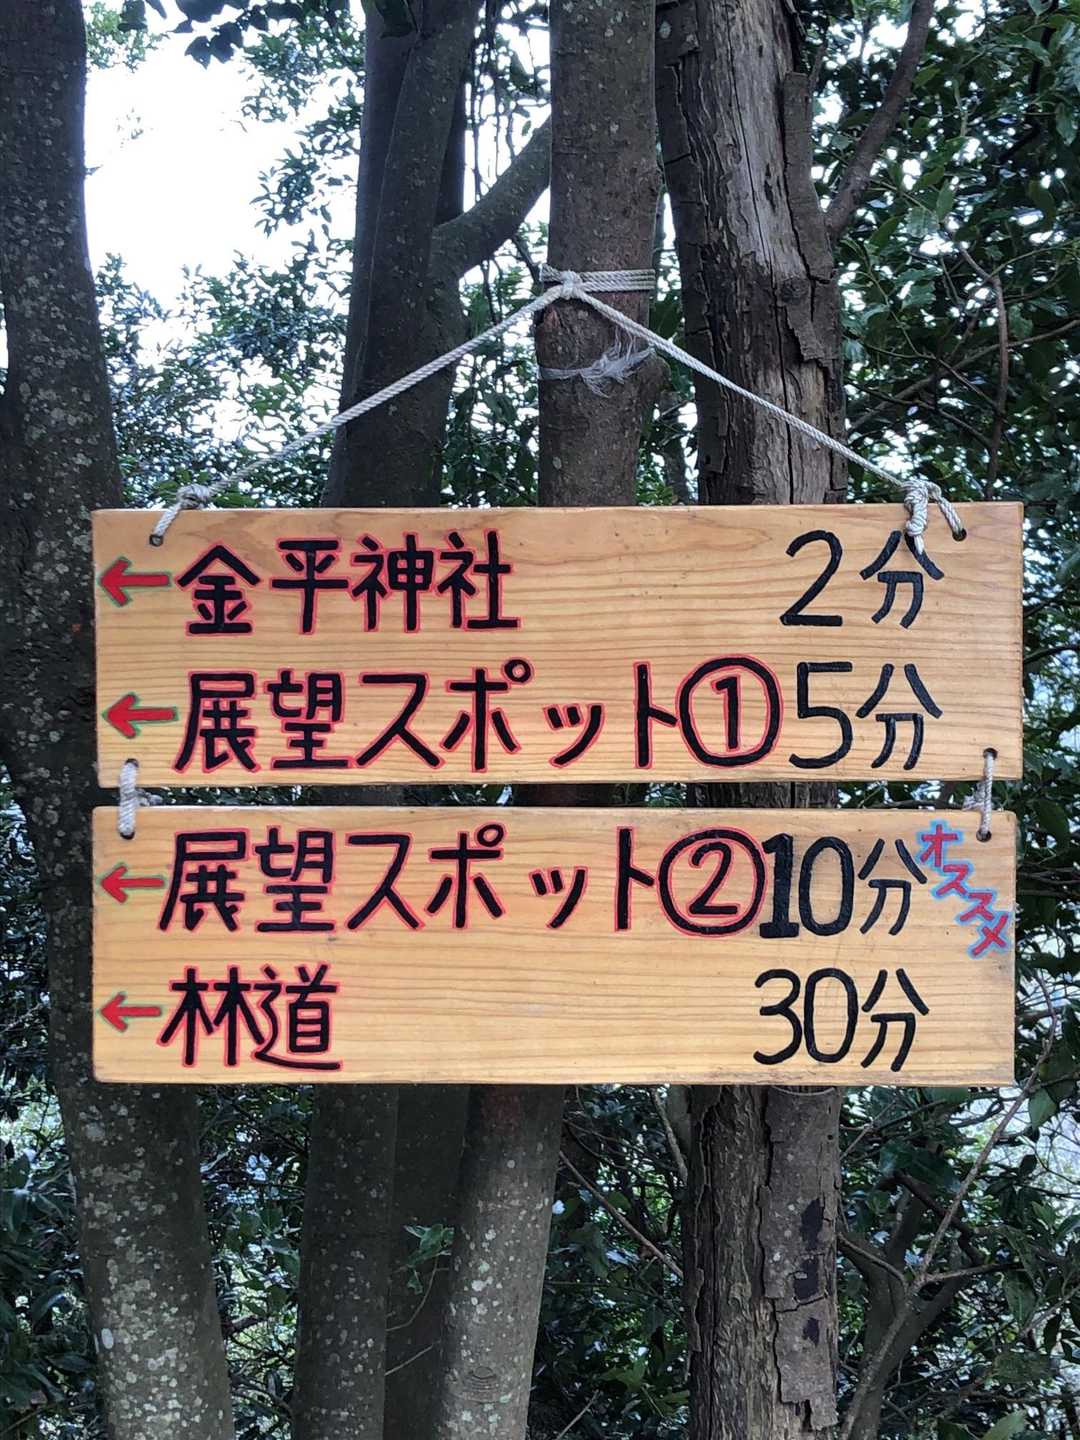 ←金平神社 2分
←展望スポット①5分
←展望スポット②10分 オススメ
←林道 30分